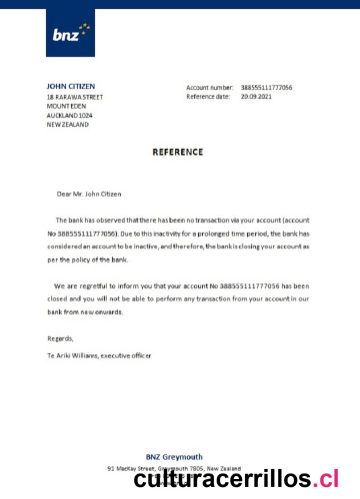 bnz
JOHN CITIZEN
18 RARAWA STREET
MOUNT EDEN
AUCKLAND 1024
NEW ZEALAND
Account number: 388555111777056
Reference date: 20.09.2021
REFERENCE
Dear Mr. John Citizen
The bank has observed that there has been no transaction via your account (account
No 388555111777056). Due to this inactivity for a prolonged time period, the bank has
considered an account to be inactive, and therefore, the bank is closing your account as
per the policy of the bank.
We are regretful to inform you that your account No 388555111777056 has been
closed and you will not be able to perform any transaction from your account in our
bank from new onwards.
Regards,
Te Ariki Williams, executive officer
BNZ Greymouth
91 MacKay Street, Greymouth 7805, New Zealand
culturacerrillos.cl